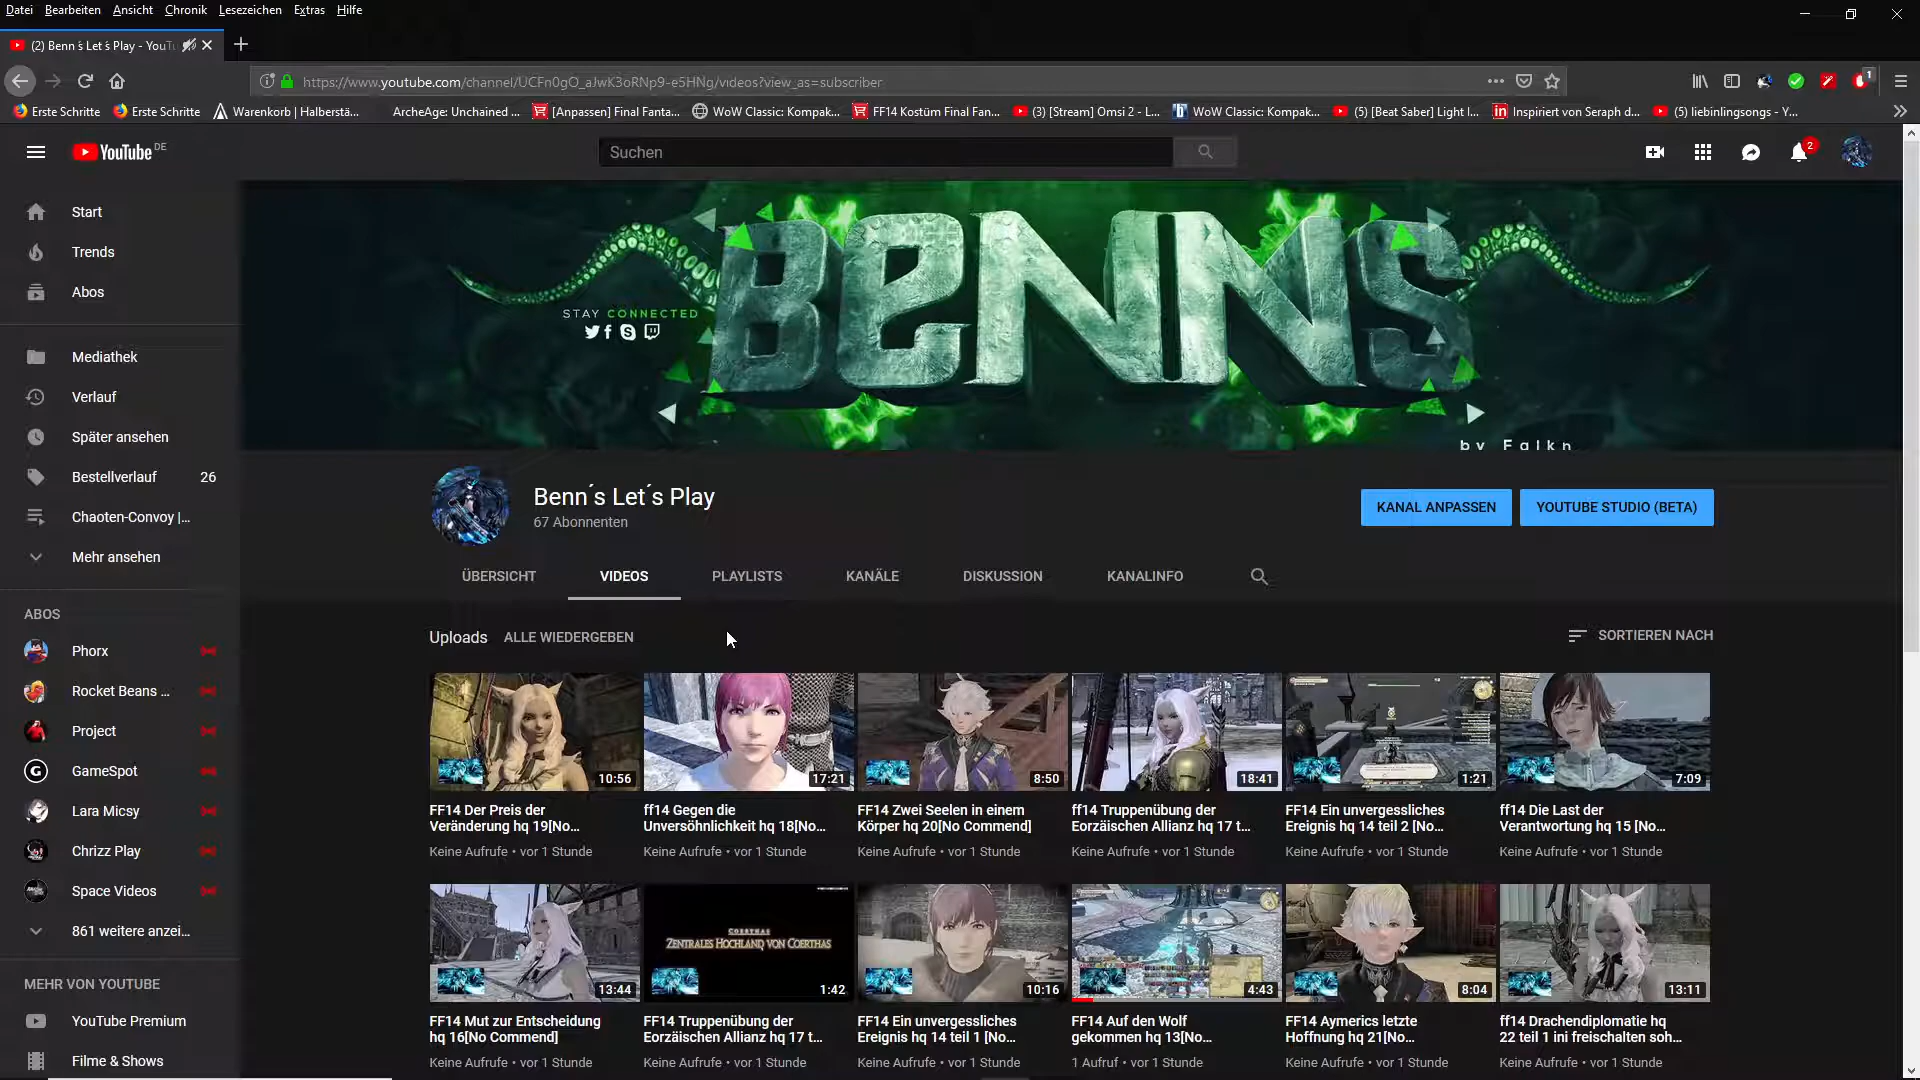 Datei Bearbeiten Ansicht Chronik Lesezeichen Extras Hilfe
(2) Benn´s Let´s Play - YouTu
https://www.youtube.com/channel/UCFn0gO_aJwK3oRNp9-e5HNg/videos?view_as=subscriber
1
Erste Schritte Erste Schritte Warenkorb | Halberstä... ArcheAge: Unchained ... [Anpassen] Final Fanta... WoW Classic: Kompak... FF14 Kostüm Final Fan... (3) [Stream] Omsi 2 - L... WoW Classic: Kompak... (5) [Beat Saber] Light I... Inspiriert von Seraph d... (5) liebinlingsongs - Y...
YouTube DE
Suchen
2
Start
Trends
Abos
Mediathek
Verlauf
Später ansehen
Bestellverlauf 26
Chaoten-Convoy |...
Mehr ansehen
ABOS
Phorx
Rocket Beans ...
Project
GameSpot
Lara Micsy
Chrizz Play
Space Videos
861 weitere anzei...
MEHR VON YOUTUBE
YouTube Premium
Filme & Shows
BENNS
STAY CONNECTED
by Falkn
Benn´s Let´s Play
67 Abonnenten
KANAL ANPASSEN YOUTUBE STUDIO (BETA)
ÜBERSICHT VIDEOS PLAYLISTS KANÄLE DISKUSSION KANALINFO
Uploads ALLE WIEDERGEBEN SORTIEREN NACH
10:56 17:21 8:50 18:41 1:21 7:09
FF14 Der Preis der
Veränderung hq 19[No...
Keine Aufrufe • vor 1 Stunde
ff14 Gegen die
Unversöhnlichkeit hq 18[No...
Keine Aufrufe • vor 1 Stunde
FF14 Zwei Seelen in einem
Körper hq 20[No Commend]
Keine Aufrufe • vor 1 Stunde
ff14 Truppenübung der
Eorzäischen Allianz hq 17 t...
Keine Aufrufe • vor 1 Stunde
FF14 Ein unvergessliches
Ereignis hq 14 teil 2 [No...
Keine Aufrufe • vor 1 Stunde
ff14 Die Last der
Verantwortung hq 15 [No...
Keine Aufrufe • vor 1 Stunde
COERTHAS
ZENTRALES HOCHLAND VON COERTHAS
13:44 1:42 10:16 4:43 8:04 13:11
FF14 Mut zur Entscheidung
hq 16[No Commend]
Keine Aufrufe • vor 1 Stunde
FF14 Truppenübung der
Eorzäischen Allianz hq 17 t...
Keine Aufrufe • vor 1 Stunde
FF14 Ein unvergessliches
Ereignis hq 14 teil 1 [No...
Keine Aufrufe • vor 1 Stunde
FF14 Auf den Wolf
gekommen hq 13[No...
1 Aufruf • vor 1 Stunde
FF14 Aymerics letzte
Hoffnung hq 21[No...
Keine Aufrufe • vor 1 Stunde
ff14 Drachendiplomatie hq
22 teil 1 ini freischalten soh...
Keine Aufrufe • vor 1 Stunde